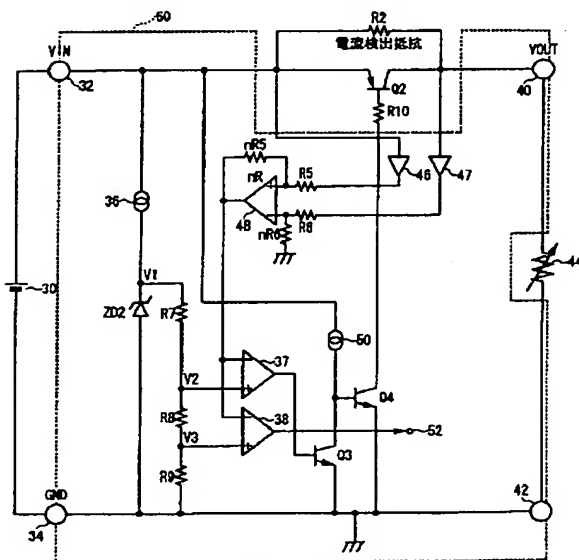 60
R2
電流検出抵抗
VIN
32
VOUT
40
Q2
R10
nR5
nR
R5
46
47
48
R6
nR6
36
44
V1
30
ZD2
R7
50
37
V2
Q4
38
R8
52
V3
Q3
R9
GND
34
42